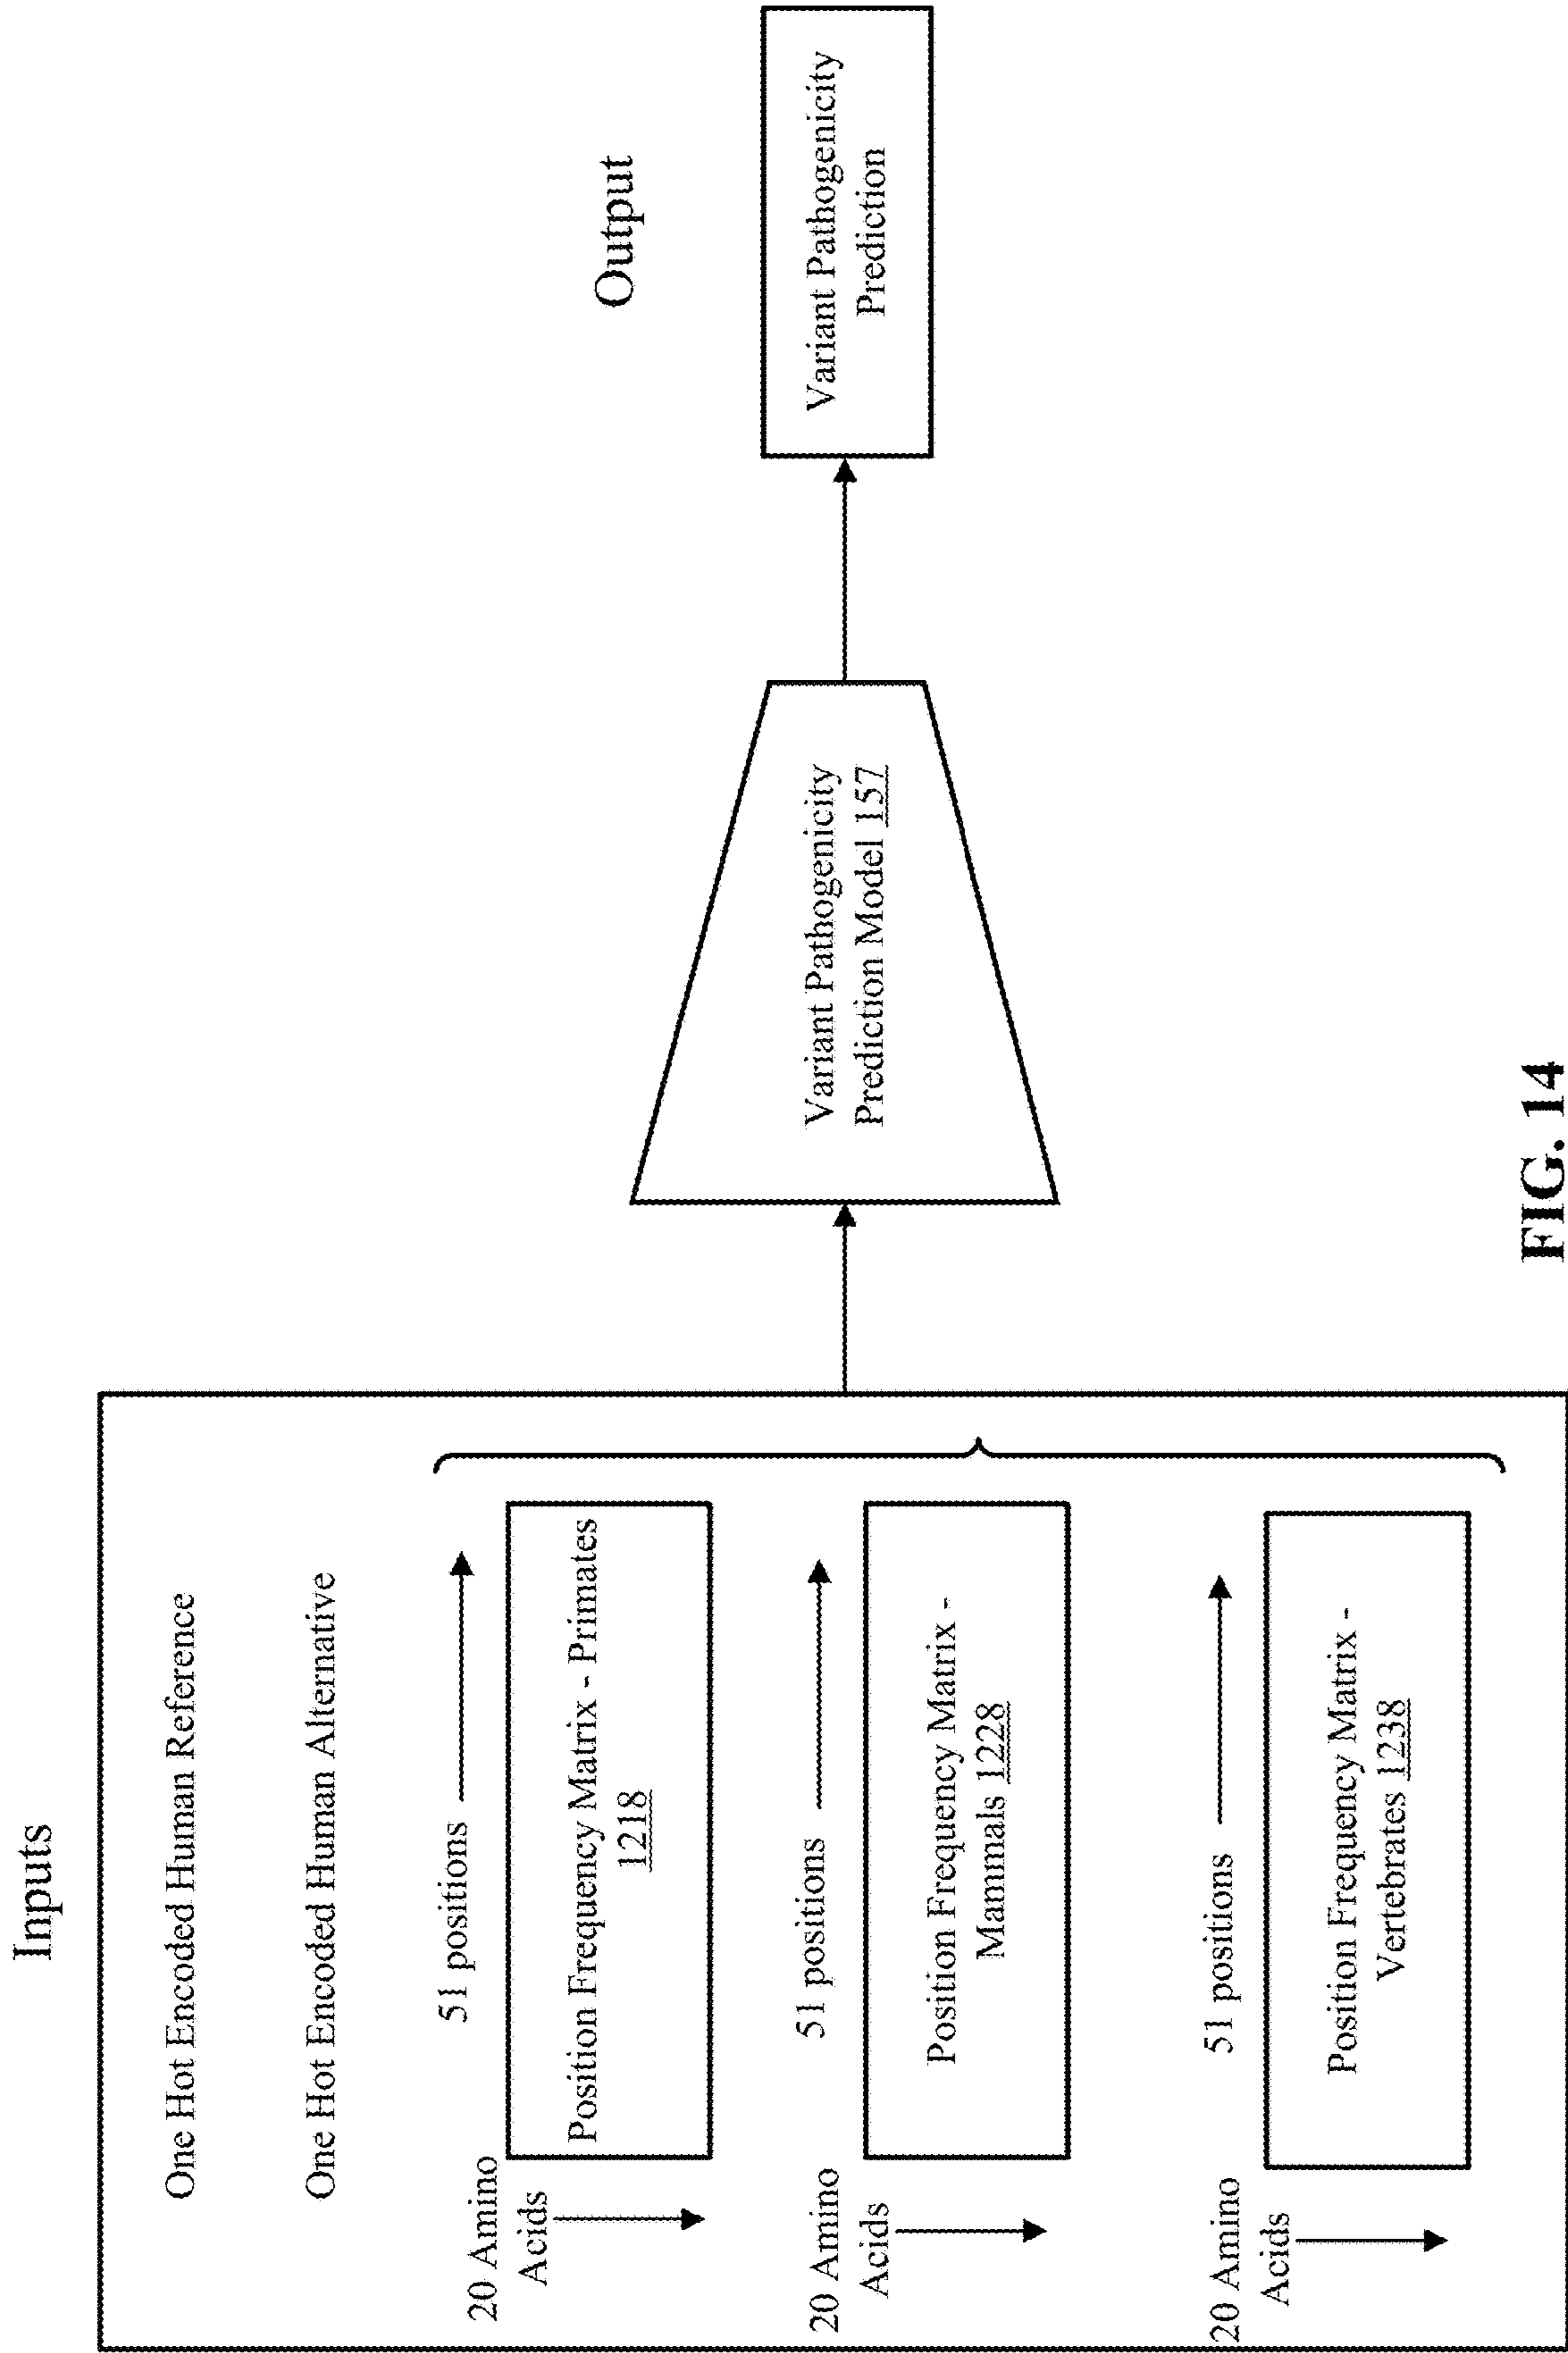 Inputs
One Hot Encoded Human Reference
One Hot Encoded Human Alternative
51 positions
20 Amino
Acids
Position Frequency Matrix - Primates
1218
51 positions
20 Amino
Acids
Position Frequency Matrix -
Mammals 1228
51 positions
20 Amino
Acids
Position Frequency Matrix -
Vertebrates 1238
Variant Pathogenicity
Prediction Model 157
Output
Variant Pathogenicity
Prediction
FIG. 14